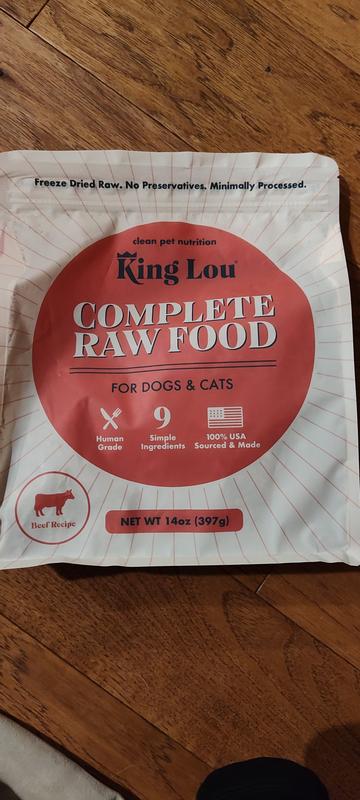 Freeze Dried Raw. No Preservatives. Minimally Processed.
clean pet nutrition
King Lou
COMPLETE
RAW FOOD
FOR DOGS & CATS
Human
Grade
9
Simple
Ingredients
100% USA
Sourced & Made
Beef Recipe
NET WT 14oz (397g)